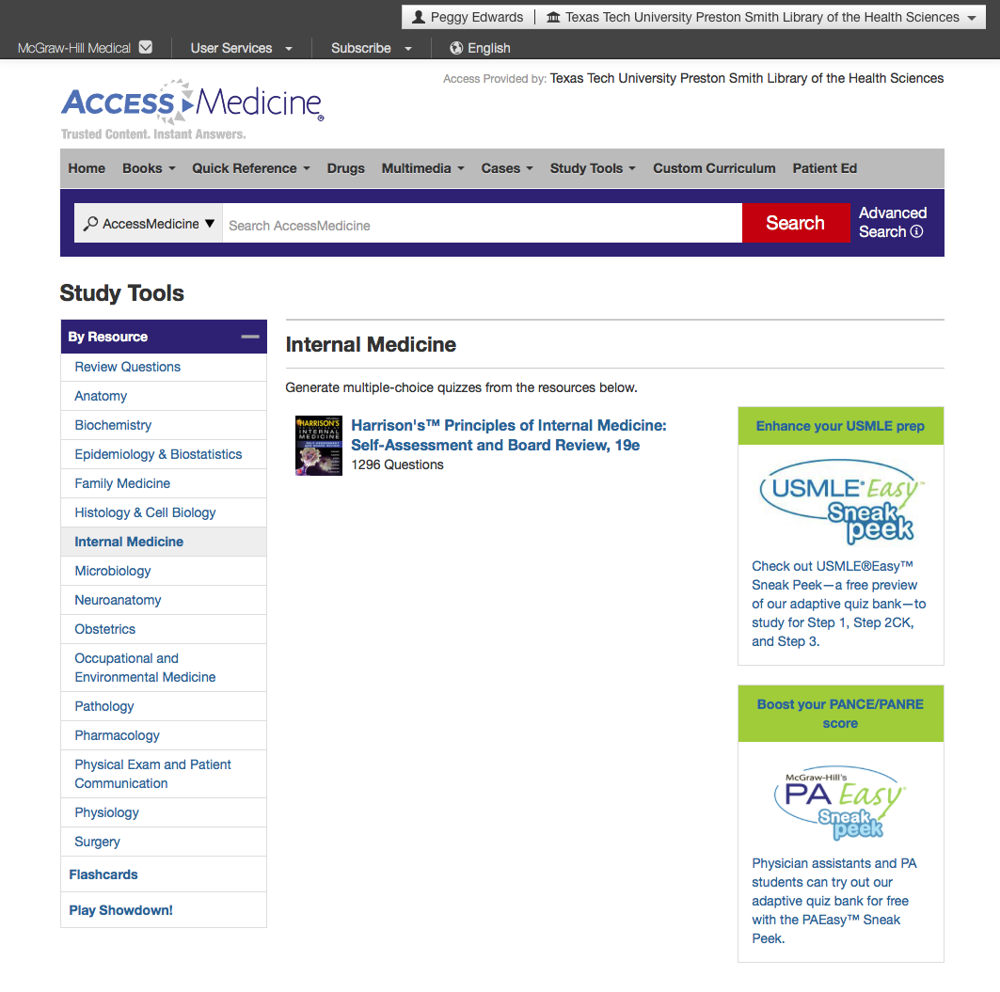 Peggy Edwards | Texas Tech University Preston Smith Library of the Health Sciences
McGraw-Hill Medical User Services Subscribe English
Access Provided by: Texas Tech University Preston Smith Library of the Health Sciences
ACCESS Medicine®
Trusted Content. Instant Answers.
Home Books Quick Reference Drugs Multimedia Cases Study Tools Custom Curriculum Patient Ed
AccessMedicine Search AccessMedicine Search Advanced
Search
Study Tools
By Resource
Review Questions
Anatomy
Biochemistry
Epidemiology & Biostatistics
Family Medicine
Histology & Cell Biology
Internal Medicine
Microbiology
Neuroanatomy
Obstetrics
Occupational and
Environmental Medicine
Pathology
Pharmacology
Physical Exam and Patient
Communication
Physiology
Surgery
Flashcards
Play Showdown!
Internal Medicine
Generate multiple-choice quizzes from the resources below.
HARRISON'S
INTERNAL
MEDICINE
Harrison's™ Principles of Internal Medicine:
Self-Assessment and Board Review, 19e
1296 Questions
Enhance your USMLE prep
USMLE® Easy™
Sneak
peek
Check out USMLE®Easy™
Sneak Peek—a free preview
of our adaptive quiz bank—to
study for Step 1, Step 2CK,
and Step 3.
Boost your PANCE/PANRE
score
McGraw-Hill's
PA Easy™
Sneak
peek
Physician assistants and PA
students can try out our
adaptive quiz bank for free
with the PAEasy™ Sneak
Peek.